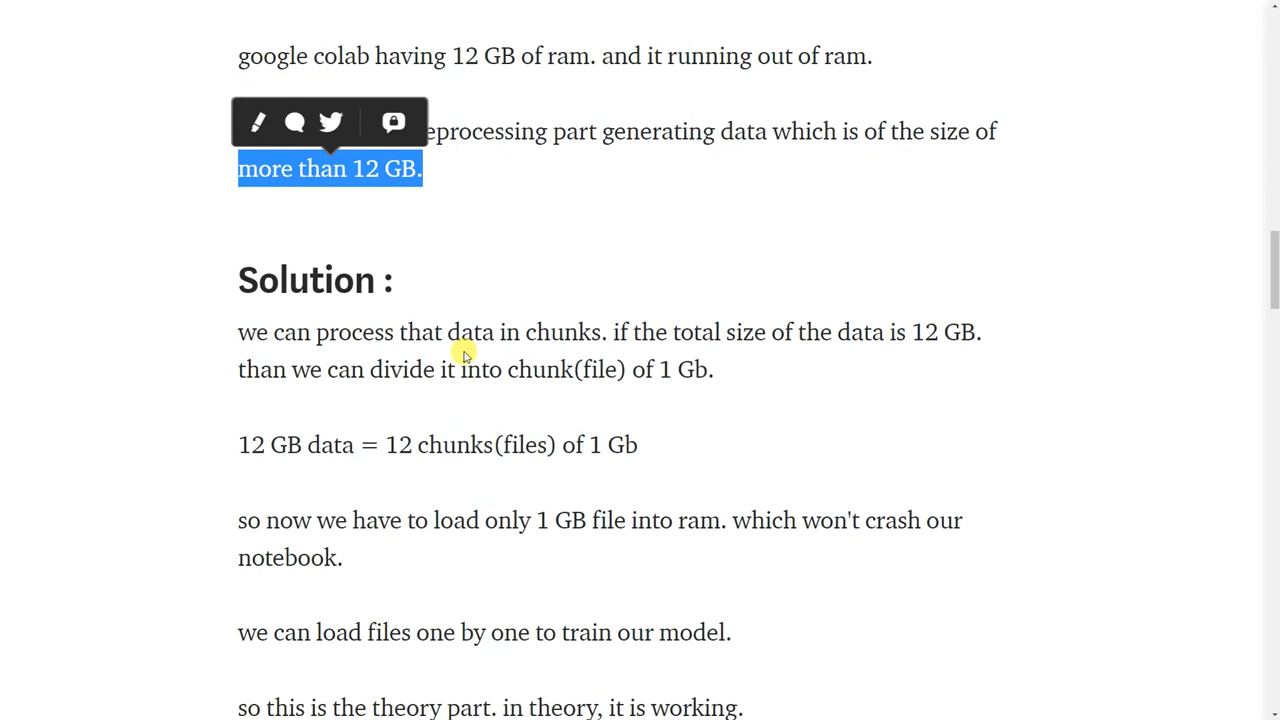 google colab having 12 GB of ram. and it running out of ram.
eprocessing part generating data which is of the size of
more than 12 GB.
Solution :
we can process that data in chunks. if the total size of the data is 12 GB.
than we can divide it into chunk(file) of 1 Gb.
12 GB data = 12 chunks(files) of 1 Gb
so now we have to load only 1 GB file into ram. which won't crash our
notebook.
we can load files one by one to train our model.
so this is the theory part. in theory, it is working.